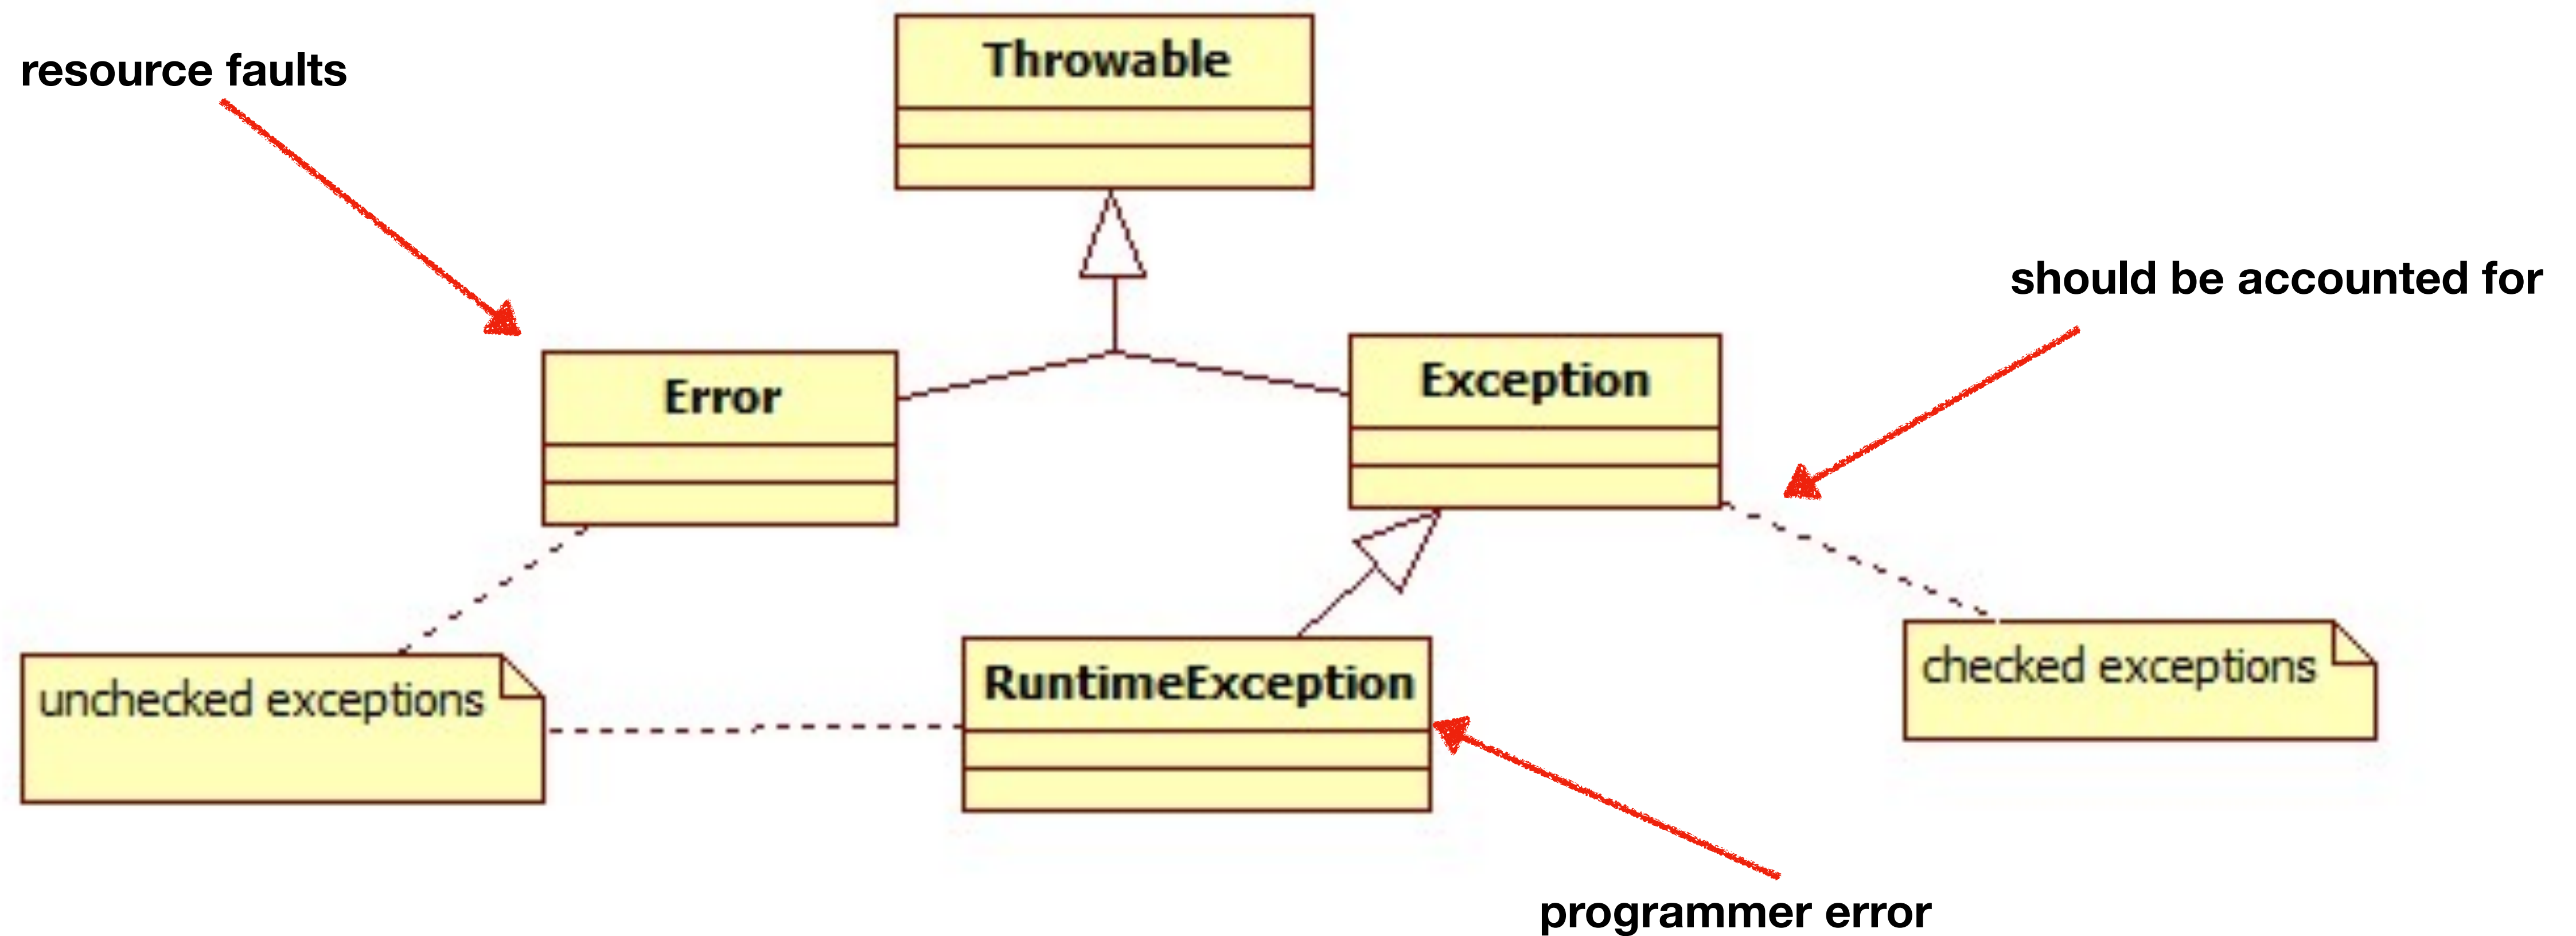 Throwable
resource faults
should be accounted for
Error
Exception
unchecked exceptions
RuntimeException
checked exceptions
programmer error